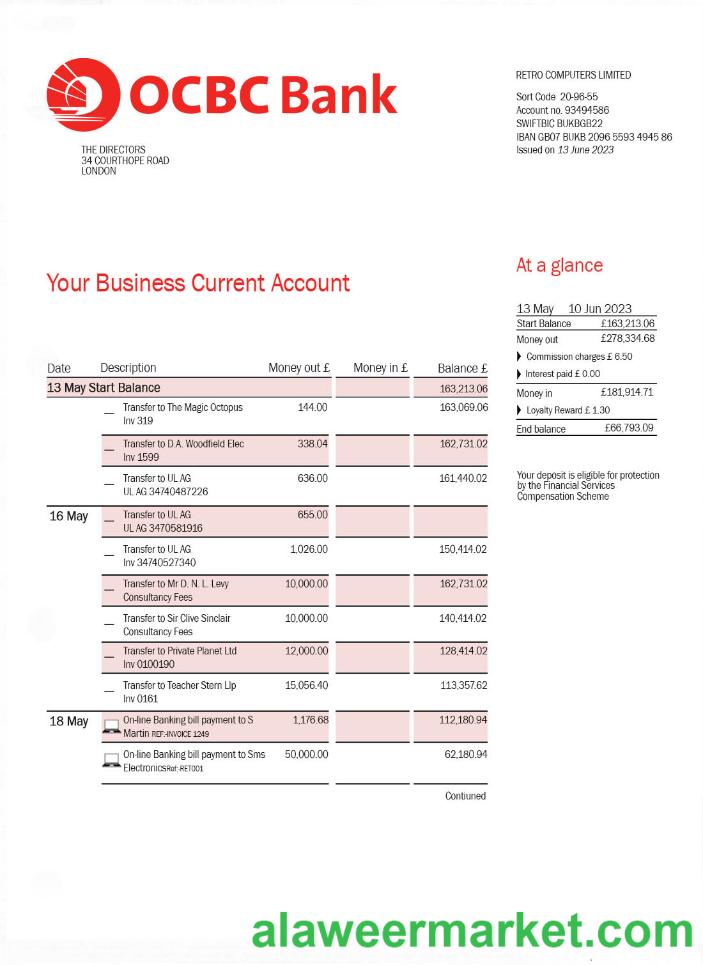 OCBC Bank
RETRO COMPUTERS LIMITED
Sort Code 20-96-55
Account no. 93494586
SWIFTBIC BUKBGB22
IBAN GB07 BUKB 2096 5593 4945 86
Issued on 13 June 2023
THE DIRECTORS
34 COURTHOPE ROAD
LONDON
Your Business Current Account
At a glance
13 May 10 Jun 2023
Start Balance £163,213.06
Money out £278,334.68
Commission charges £ 6.50
Interest paid £ 0.00
Money in £181,914.71
Loyalty Reward £ 1.30
End balance £66,793.09
Your deposit is eligible for protection
by the Financial Services
Compensation Scheme
Date Description Money out £ Money in £ Balance £
13 May Start Balance 163,213.06
Transfer to The Magic Octopus 144.00 163,069.06
Inv 319
Transfer to D.A. Woodfield Elec 338.04 162,731.02
Inv 1599
Transfer to UL AG 636.00 161,440.02
UL AG 34740487226
16 May Transfer to UL AG 655.00
UL AG 3470581916
Transfer to UL AG 1,026.00 150,414.02
Inv 34740527340
Transfer to Mr D. N. L. Levy 10,000.00 162,731.02
Consultancy Fees
Transfer to Sir Clive Sinclair 10,000.00 140,414.02
Consultancy Fees
Transfer to Private Planet Ltd 12,000.00 128,414.02
Inv 0100190
Transfer to Teacher Stern Llp 15,056.40 113,357.62
Inv 0161
18 May On-line Banking bill payment to S 1,176.68 112,180.94
Martin REF:-INVOICE 1249
On-line Banking bill payment to Sms 50,000.00 62,180.94
ElectronicsRef:-RET001
Contiuned
alaweermarket.com